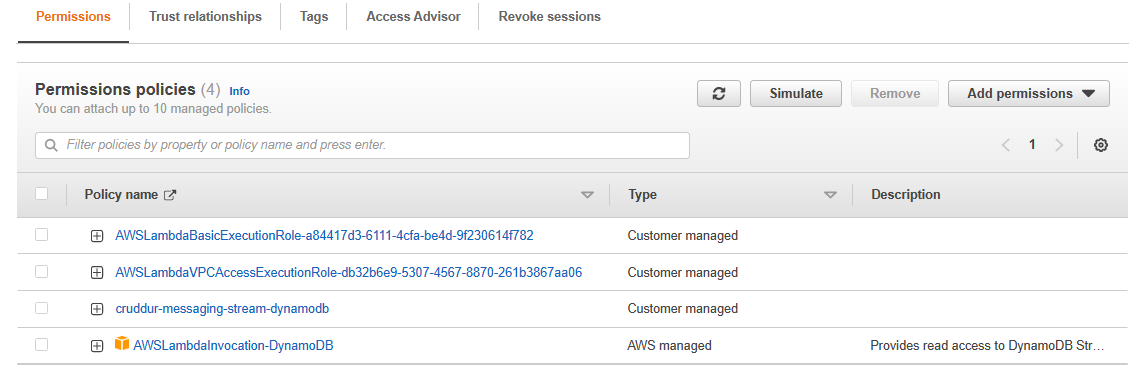 Permissions Trust relationships Tags Access Advisor Revoke sessions
Permissions policies (4) Info
You can attach up to 10 managed policies.
Simulate Remove Add permissions
Filter policies by property or policy name and press enter.
1
Policy name Type Description
AWSLambdaBasicExecutionRole-a84417d3-6111-4cfa-be4d-9f230614f782 Customer managed
AWSLambdaVPCAccessExecutionRole-db32b6e9-5307-4567-8870-261b3867aa06 Customer managed
cruddur-messaging-stream-dynamodb Customer managed
AWSLambdaInvocation-DynamoDB AWS managed Provides read access to DynamoDB Str...